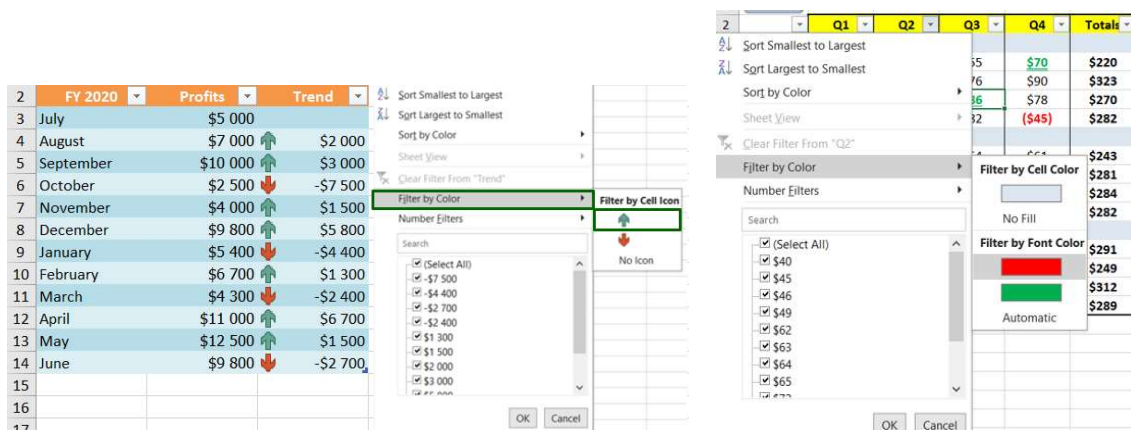 2 FY 2020 Profits Trend
3 July $5 000
4 August $7 000 $2 000
5 September $10 000 $3 000
6 October $2 500 -$7 500
7 November $4 000 $1 500
8 December $9 800 $5 800
9 January $5 400 -$4 400
10 February $6 700 $1 300
11 March $4 300 -$2 400
12 April $11 000 $6 700
13 May $12 500 $1 500
14 June $9 800 -$2 700
15
16
17
Sort Smallest to Largest
Sort Largest to Smallest
Sort by Color
Sheet View
Clear Filter From "Trend"
Filter by Color
Number Filters
Search
(Select All)
-$7 500
-$4 400
-$2 700
-$2 400
$1 300
$1 500
$2 000
$3 000
OK Cancel
Filter by Cell Icon
No Icon
2 Q1 Q2 Q3 Q4 Totals
$70 $220
$90 $323
$78 $270
($45) $282
$243
$281
$284
$282
$291
$249
$312
$289
Sort Smallest to Largest
Sort Largest to Smallest
Sort by Color
Sheet View
Clear Filter From "Q2"
Filter by Color
Number Filters
Search
(Select All)
$40
$45
$46
$49
$62
$63
$64
$65
OK Cancel
Filter by Cell Color
No Fill
Filter by Font Color
Automatic